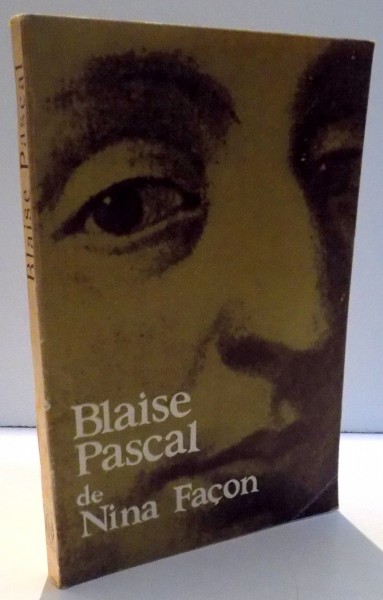 Blaise Pascal
Blaise
Pascal
de
Nina Façon